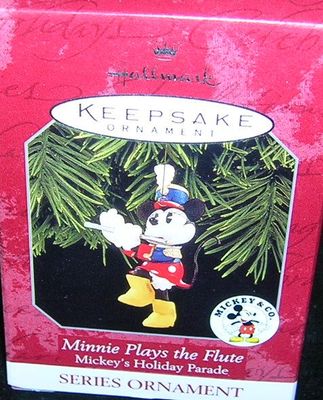 Hallmark
KEEPSAKE
ORNAMENT
MICKEY & CO.
Minnie Plays the Flute
Mickey's Holiday Parade
SERIES ORNAMENT